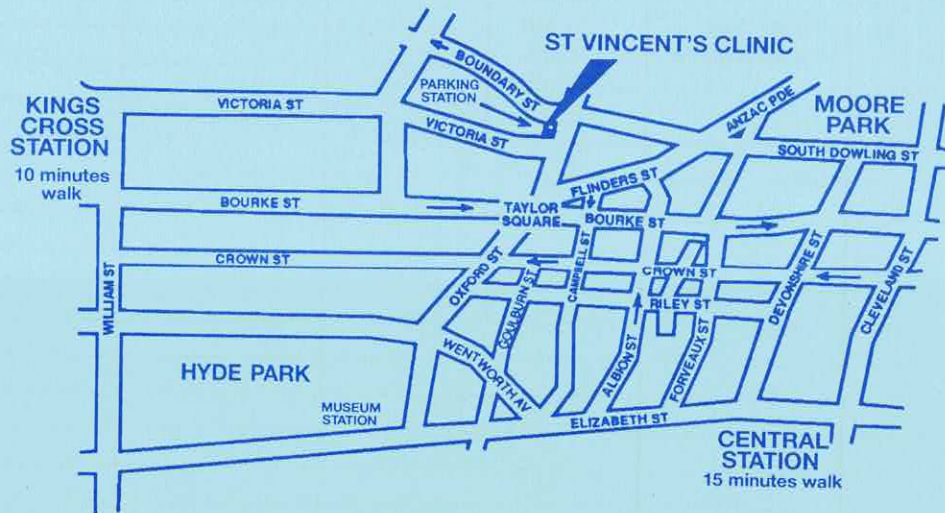 ST VINCENT'S CLINIC
BOUNDARY ST
PARKING
STATION
ANZAC PDE
MOORE
PARK
KINGS
CROSS
STATION
10 minutes
walk
VICTORIA ST
VICTORIA ST
SOUTH DOWLING ST
FLINDERS ST
BOURKE ST
TAYLOR
SQUARE
BOURKE ST
CROWN ST
OXFORD ST
GOULBURN ST
CAMPBELL ST
CROWN ST
RILEY ST
DEVONSHIRE ST
CLEVELAND ST
WILLIAM ST
HYDE PARK
WENTWORTH AV
ALBION ST
FORVEAUX ST
MUSEUM
STATION
ELIZABETH ST
CENTRAL
STATION
15 minutes walk